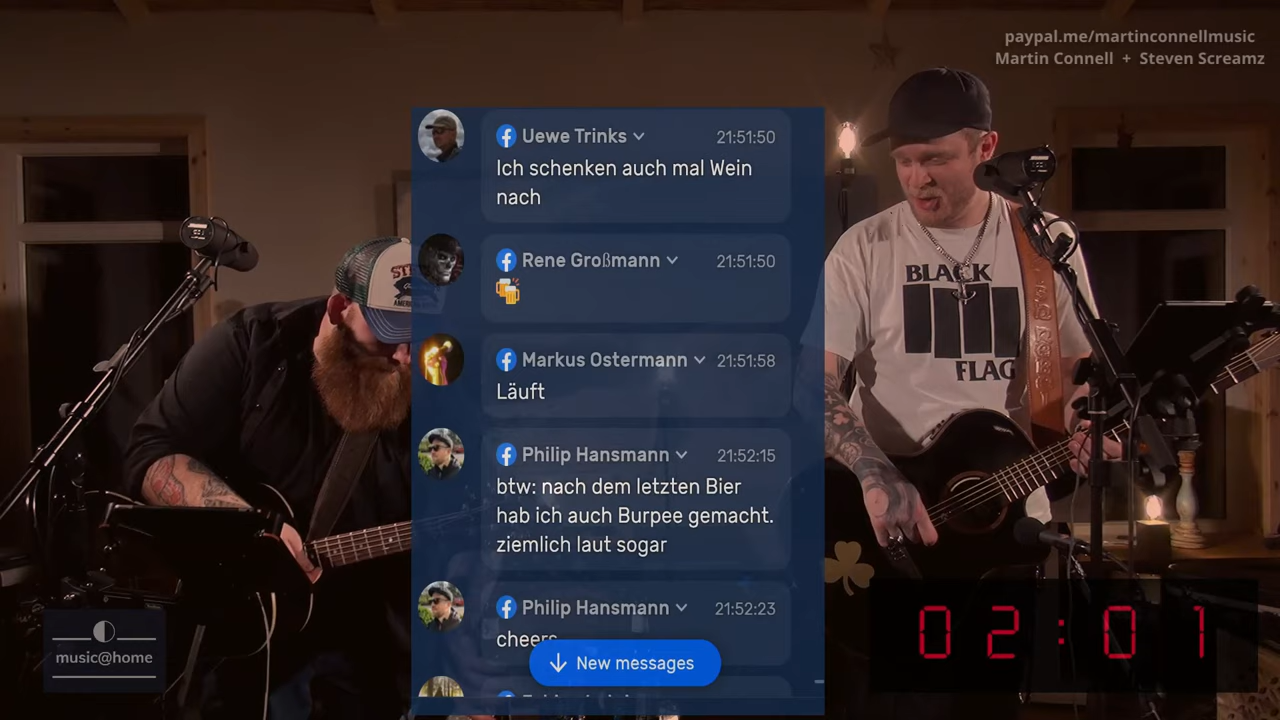 paypal.me/martinconnellmusic
Martin Connell + Steven Screamz
Uewe Trinks 21:51:50
Ich schenken auch mal Wein
nach
Rene Großmann 21:51:50
Markus Ostermann 21:51:58
Läuft
Philip Hansmann 21:52:15
btw: nach dem letzten Bier
hab ich auch Burpee gemacht.
ziemlich laut sogar
Philip Hansmann 21:52:23
cheers
New messages
BLACK
FLAG
music@home
02:01